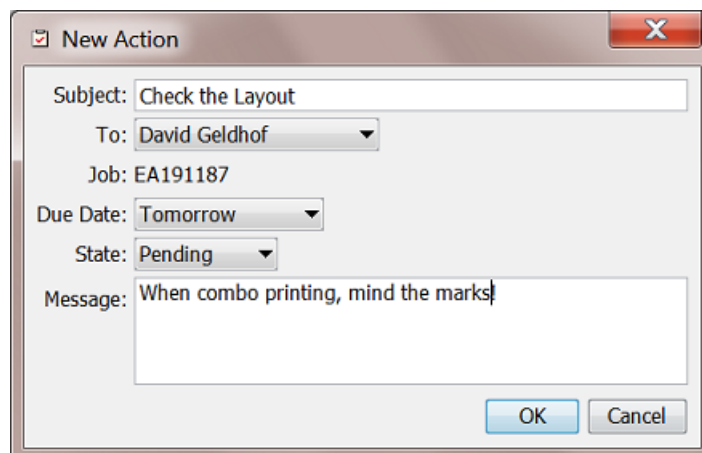 New Action
Subject: Check the Layout
To: David Geldhof
Job: EA191187
Due Date: Tomorrow
State: Pending
Message: When combo printing, mind the marks!
OK Cancel